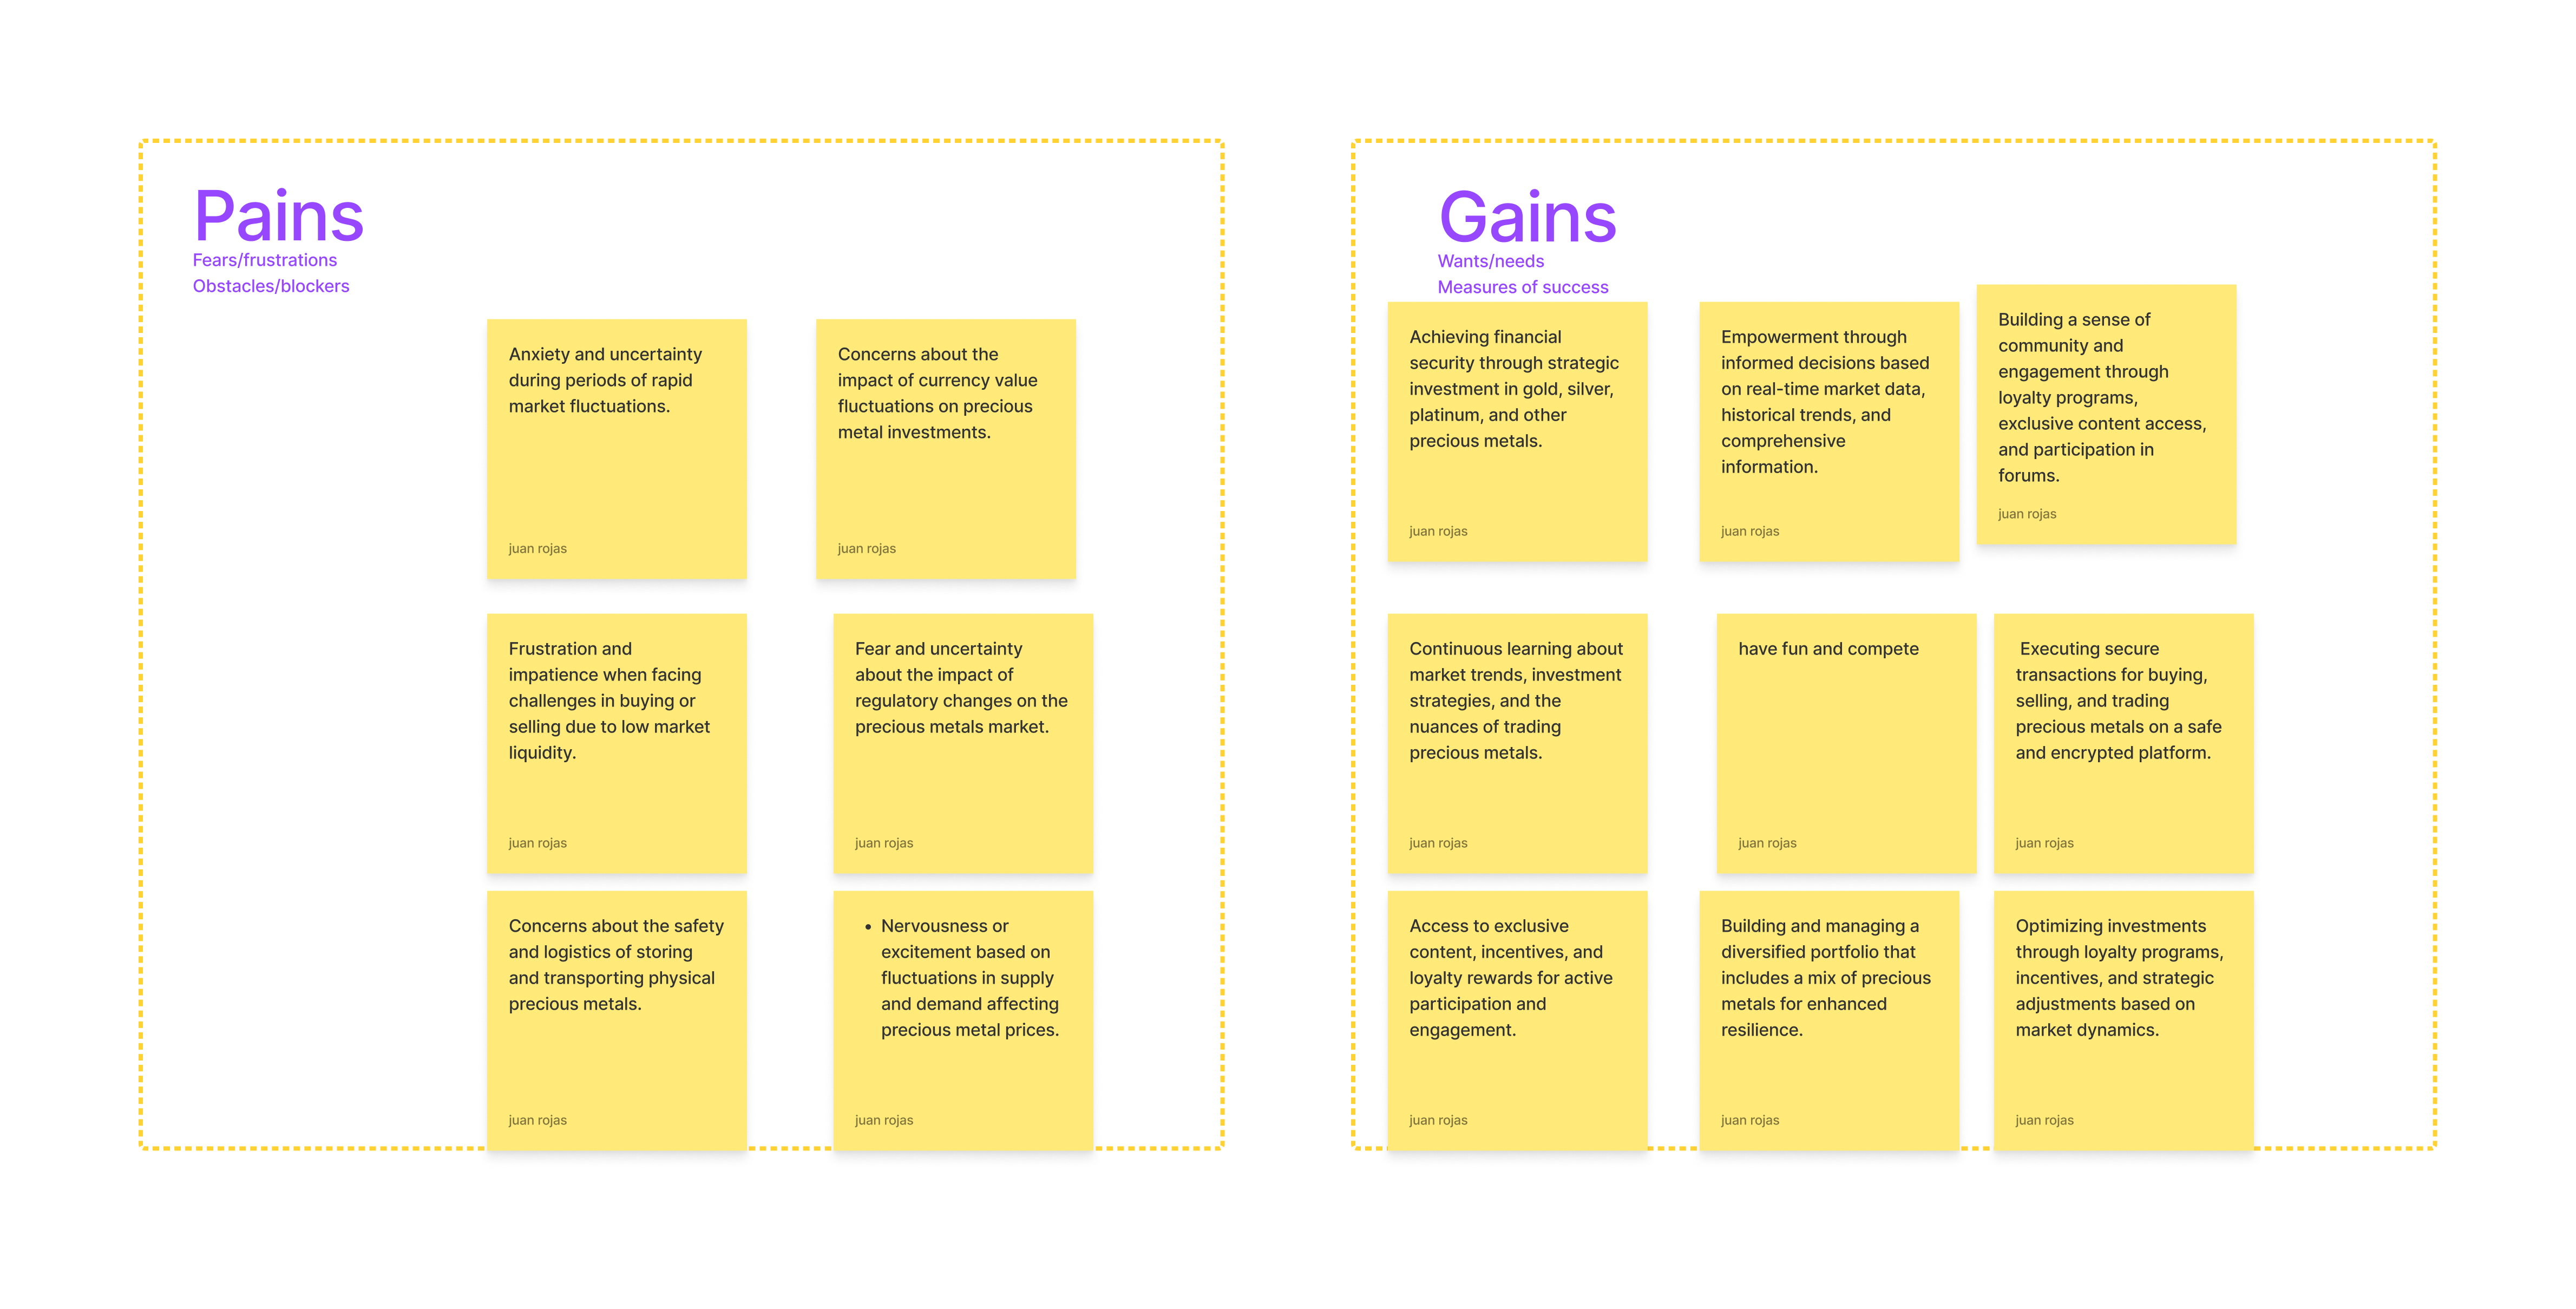 Pains
Fears/frustrations
Obstacles/blockers
Anxiety and uncertainty
during periods of rapid
market fluctuations.
juan rojas
Concerns about the
impact of currency value
fluctuations on precious
metal investments.
juan rojas
Frustration and
impatience when facing
challenges in buying or
selling due to low market
liquidity.
juan rojas
Fear and uncertainty
about the impact of
regulatory changes on the
precious metals market.
juan rojas
Concerns about the safety
and logistics of storing
and transporting physical
precious metals.
juan rojas
• Nervousness or
excitement based on
fluctuations in supply
and demand affecting
precious metal prices.
juan rojas
Gains
Wants/needs
Measures of success
Achieving financial
security through strategic
investment in gold, silver,
platinum, and other
precious metals.
juan rojas
Empowerment through
informed decisions based
on real-time market data,
historical trends, and
comprehensive
information.
juan rojas
Building a sense of
community and
engagement through
loyalty programs,
exclusive content access,
and participation in
forums.
juan rojas
Continuous learning about
market trends, investment
strategies, and the
nuances of trading
precious metals.
juan rojas
have fun and compete
juan rojas
Executing secure
transactions for buying,
selling, and trading
precious metals on a safe
and encrypted platform.
juan rojas
Access to exclusive
content, incentives, and
loyalty rewards for active
participation and
engagement.
juan rojas
Building and managing a
diversified portfolio that
includes a mix of precious
metals for enhanced
resilience.
juan rojas
Optimizing investments
through loyalty programs,
incentives, and strategic
adjustments based on
market dynamics.
juan rojas